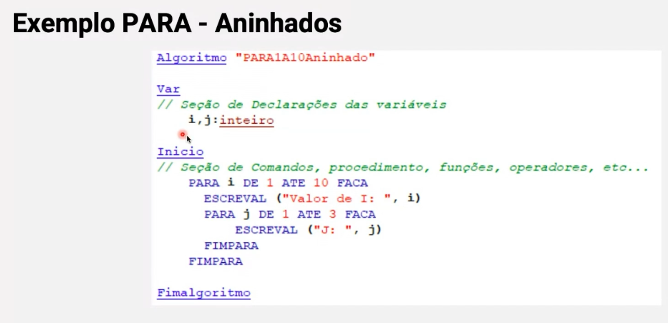 Exemplo PARA - Aninhados
Algoritmo "PARA1A10Aninhado"
Var
// Seção de Declarações das variáveis
i,j:inteiro
Inicio
// Seção de Comandos, procedimento, funções, operadores, etc...
PARA i DE 1 ATE 10 FACA
ESCREVAL ("Valor de I: ", i)
PARA j DE 1 ATE 3 FACA
ESCREVAL ("J: ", j)
FIMPARA
FIMPARA
Fimalgoritmo